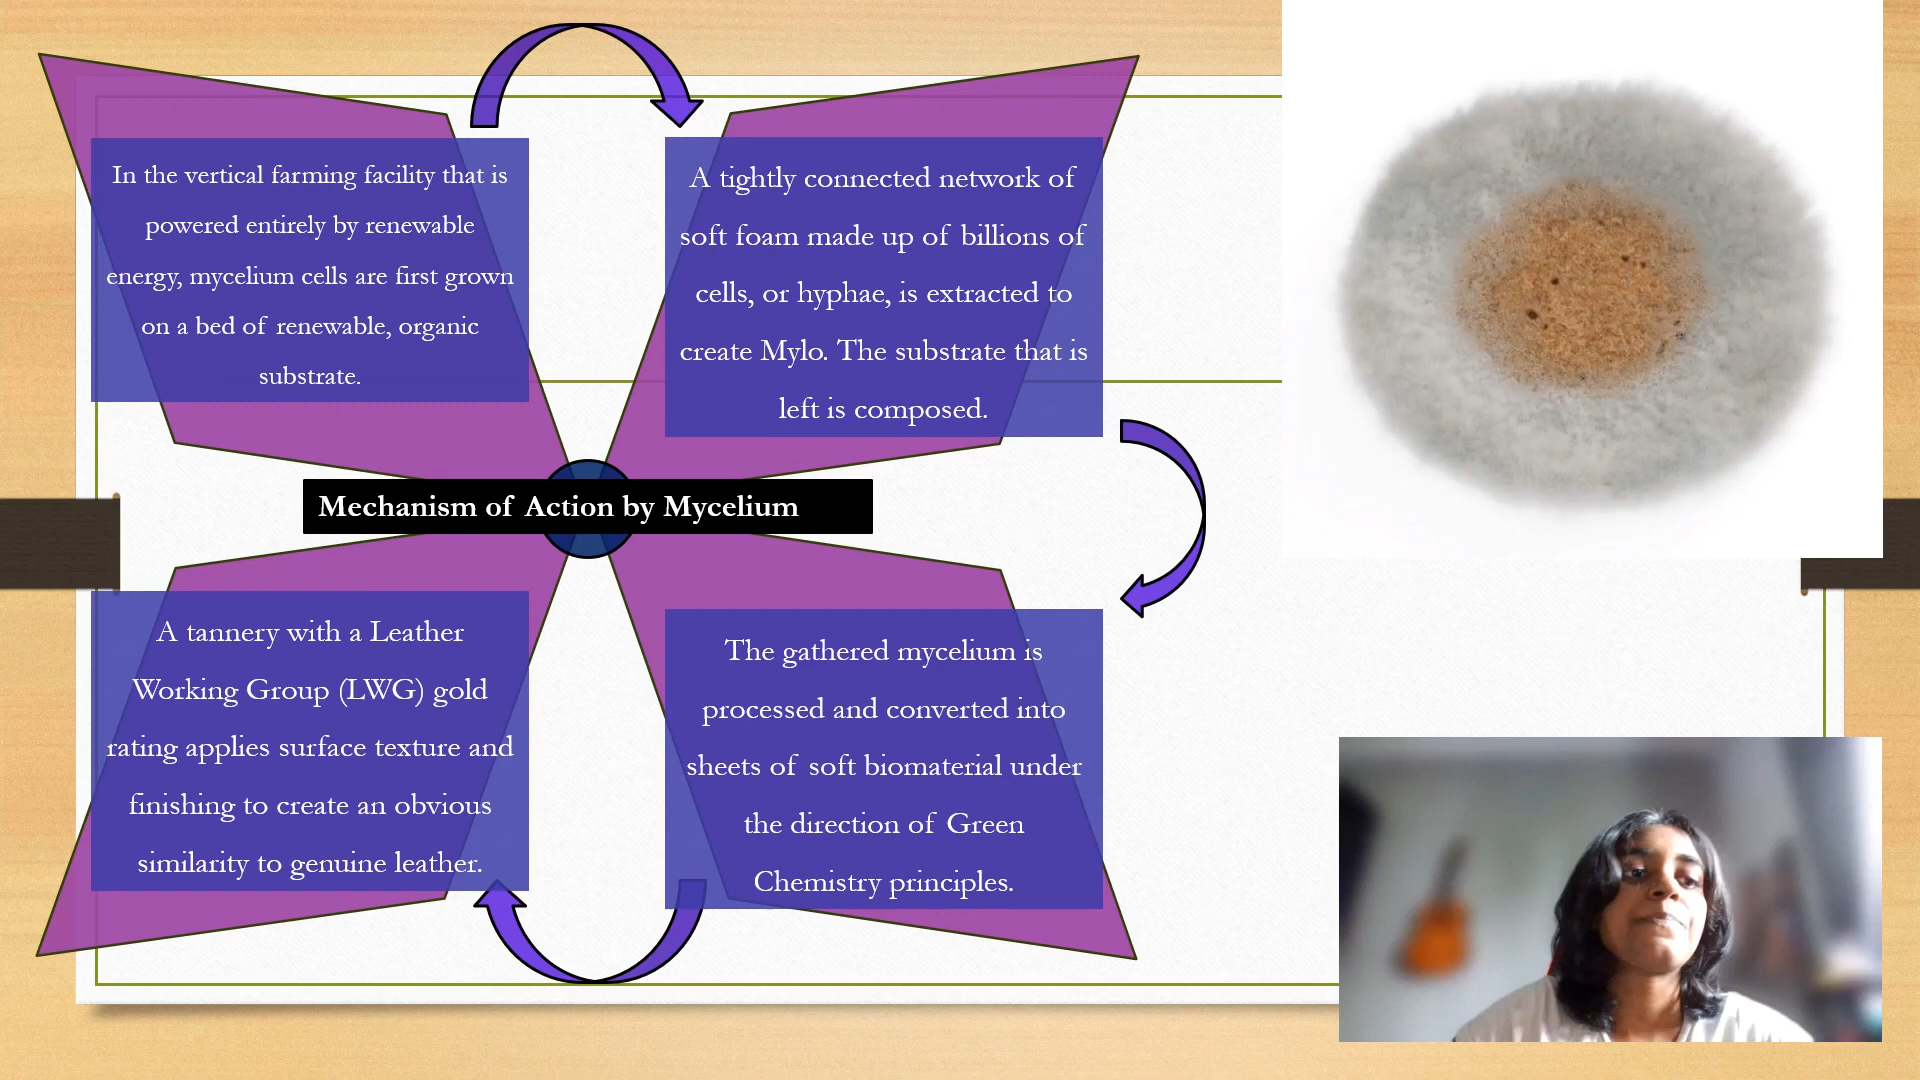 In the vertical farming facility that is
powered entirely by renewable
energy, mycelium cells are first grown
on a bed of renewable, organic
substrate.
A tightly connected network of
soft foam made up of billions of
cells, or hyphae, is extracted to
create Mylo. The substrate that is
left is composed.
Mechanism of Action by Mycelium
A tannery with a Leather
Working Group (LWG) gold
rating applies surface texture and
finishing to create an obvious
similarity to genuine leather.
The gathered mycelium is
processed and converted into
sheets of soft biomaterial under
the direction of Green
Chemistry principles.